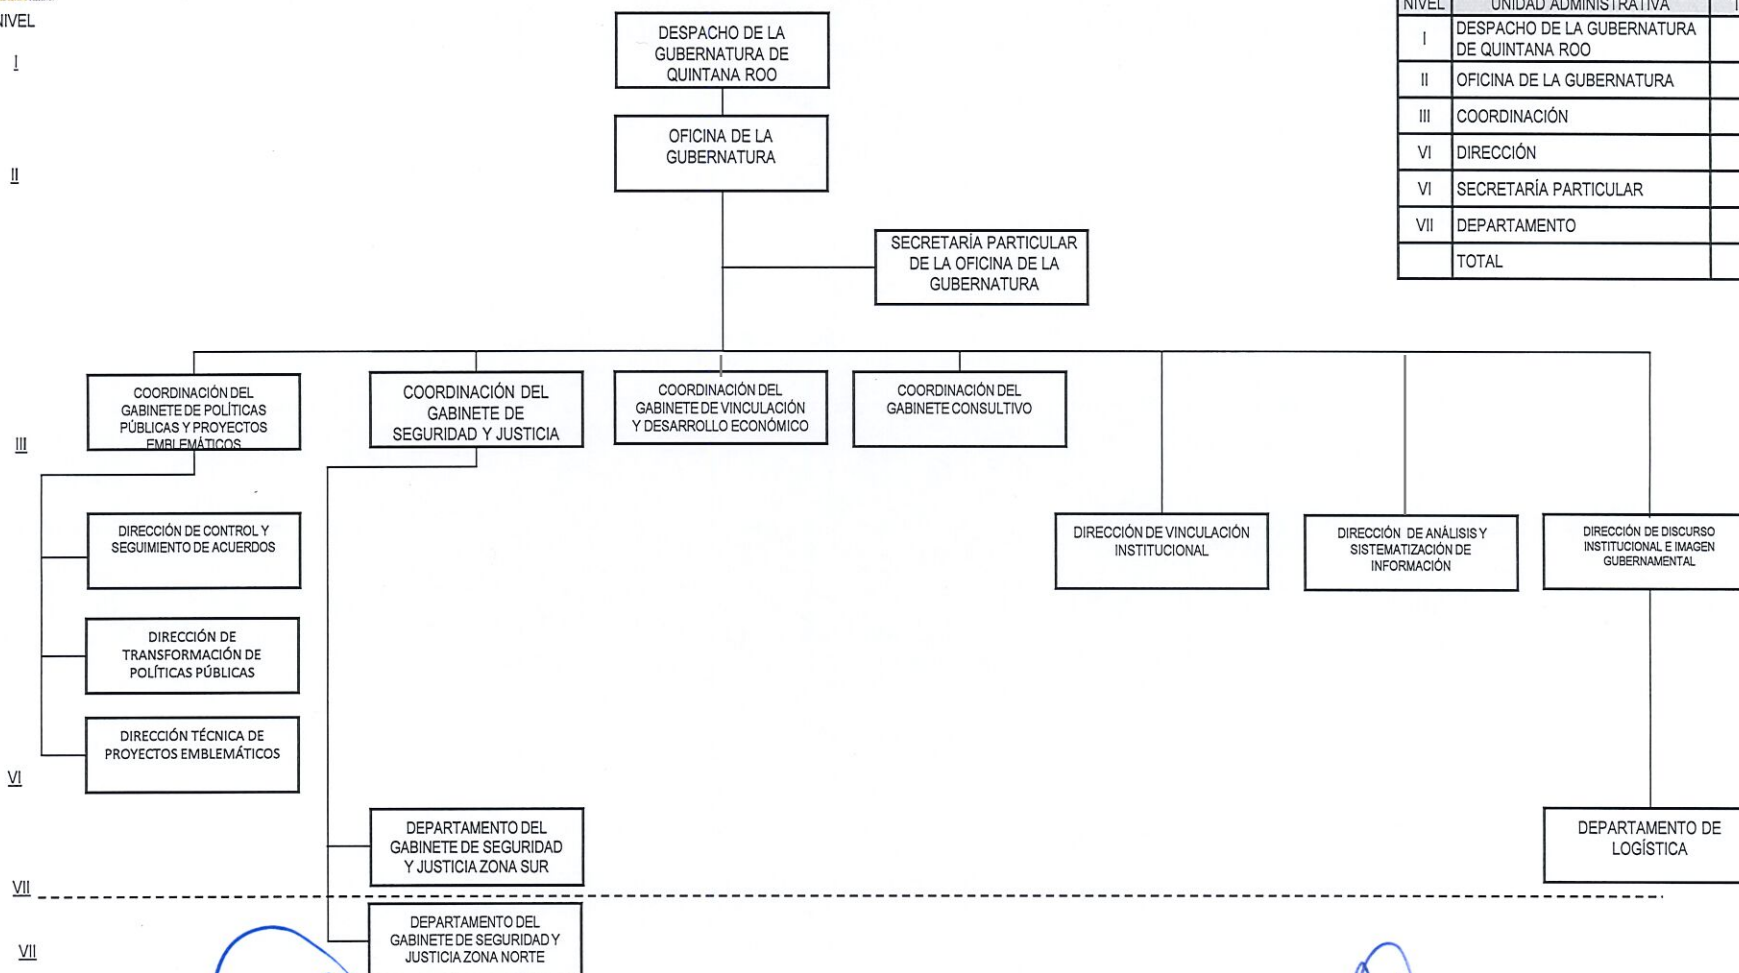 NIVEL
I
DESPACHO DE LA
GUBERNATURA DE
QUINTANA ROO
OFICINA DE LA
GUBERNATURA
II
SECRETARÍA PARTICULAR
DE LA OFICINA DE LA
GUBERNATURA
NIVEL UNIDAD ADMINISTRATIVA
I DESPACHO DE LA GUBERNATURA
DE QUINTANA ROO
II OFICINA DE LA GUBERNATURA
III COORDINACIÓN
VI DIRECCIÓN
VI SECRETARÍA PARTICULAR
VII DEPARTAMENTO
TOTAL
III
COORDINACIÓN DEL
GABINETE DE POLÍTICAS
PÚBLICAS Y PROYECTOS
EMBLEMÁTICOS
COORDINACIÓN DEL
GABINETE DE
SEGURIDAD Y JUSTICIA
COORDINACIÓN DEL
GABINETE DE VINCULACIÓN
Y DESARROLLO ECONÓMICO
COORDINACIÓN DEL
GABINETE CONSULTIVO
DIRECCIÓN DE CONTROL Y
SEGUIMIENTO DE ACUERDOS
DIRECCIÓN DE VINCULACIÓN
INSTITUCIONAL
DIRECCIÓN DE ANÁLISIS Y
SISTEMATIZACIÓN DE
INFORMACIÓN
DIRECCIÓN DE DISCURSO
INSTITUCIONAL E IMAGEN
GUBERNAMENTAL
DIRECCIÓN DE
TRANSFORMACIÓN DE
POLÍTICAS PÚBLICAS
DIRECCIÓN TÉCNICA DE
PROYECTOS EMBLEMÁTICOS
VI
DEPARTAMENTO DEL
GABINETE DE SEGURIDAD
Y JUSTICIA ZONA SUR
DEPARTAMENTO DE
LOGÍSTICA
VII
DEPARTAMENTO DEL
GABINETE DE SEGURIDAD Y
JUSTICIA ZONA NORTE
VII